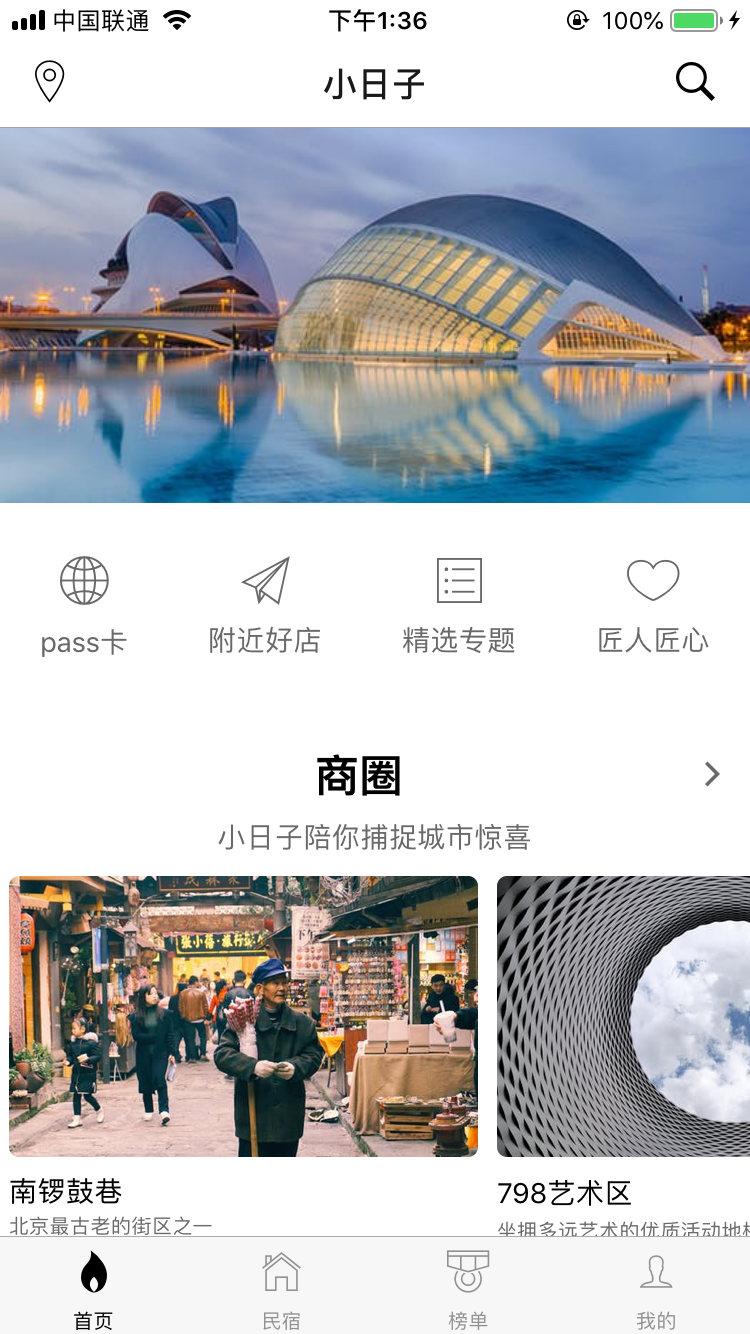 中国联通
下午1:36
100%
小日子
pass卡
附近好店
精选专题
匠人匠心
商圈
小日子陪你捕捉城市惊喜
南锣鼓巷
北京最古老的街区之一
798艺术区
坐拥多远艺术的优质活动地
首页
民宿
榜单
我的